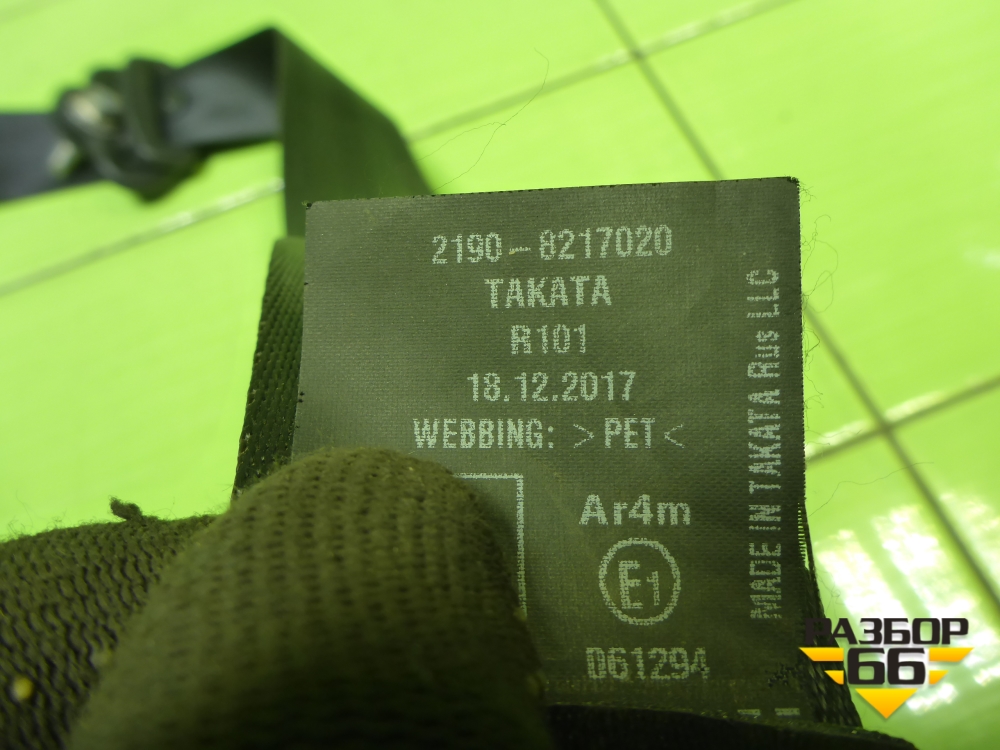 2190-8217020
TAKATA
R101
18.12.2017
WEBBING: >PET<
Ar4m
E1
061294
MADE IN TAKATA Rus LLC
РАЗБОР
66